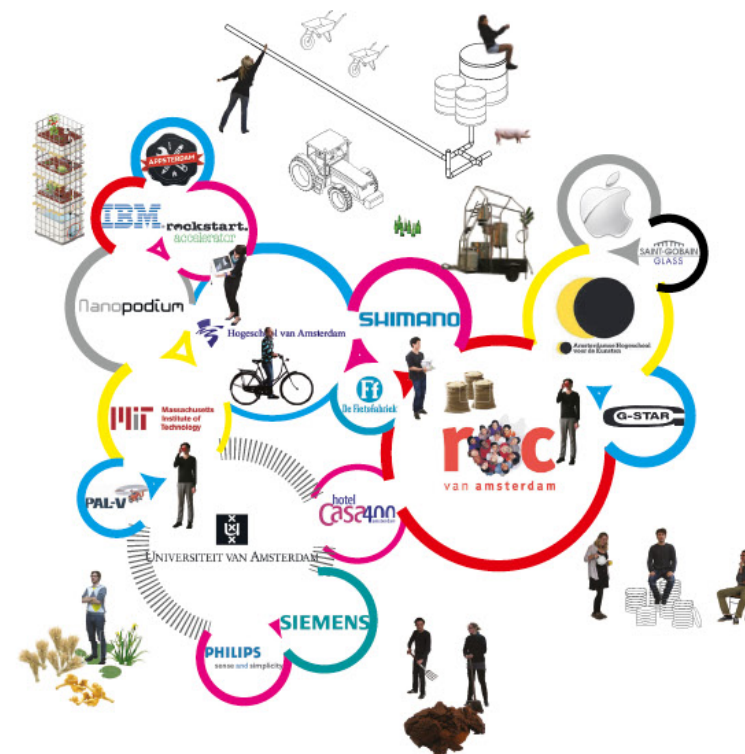 APPSTERDAM
IBM
rockstart.
accelerator
SAINT-GOBAIN
GLASS
nanopodium
Hogeschool van Amsterdam
SHIMANO
Amsterdamse Hogeschool
voor de Kunsten
Ff
De Fietsfabriek
MiT
Massachusetts
Institute of
Technology
G-STAR
roc
van amsterdam
PAL-V
hotel
Casa400
amsterdam
UNIVERSITEIT VAN AMSTERDAM
SIEMENS
PHILIPS
sense and simplicity